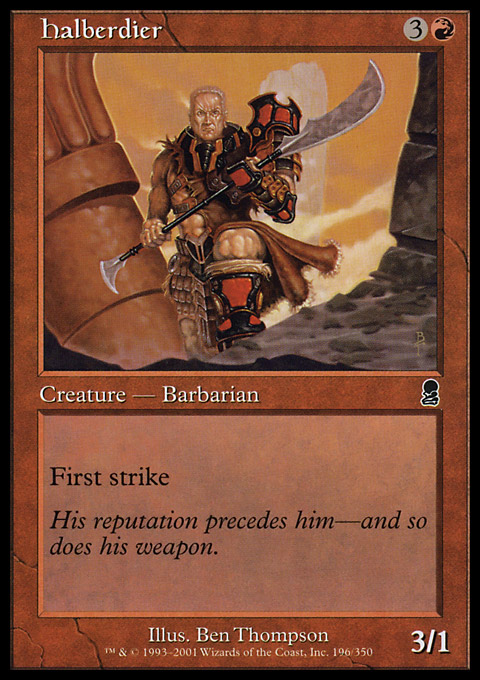 Halberdier
3
Creature — Barbarian
First strike
His reputation precedes him—and so
does his weapon.
Illus. Ben Thompson
™ & © 1993–2001 Wizards of the Coast, Inc. 196/350
3/1